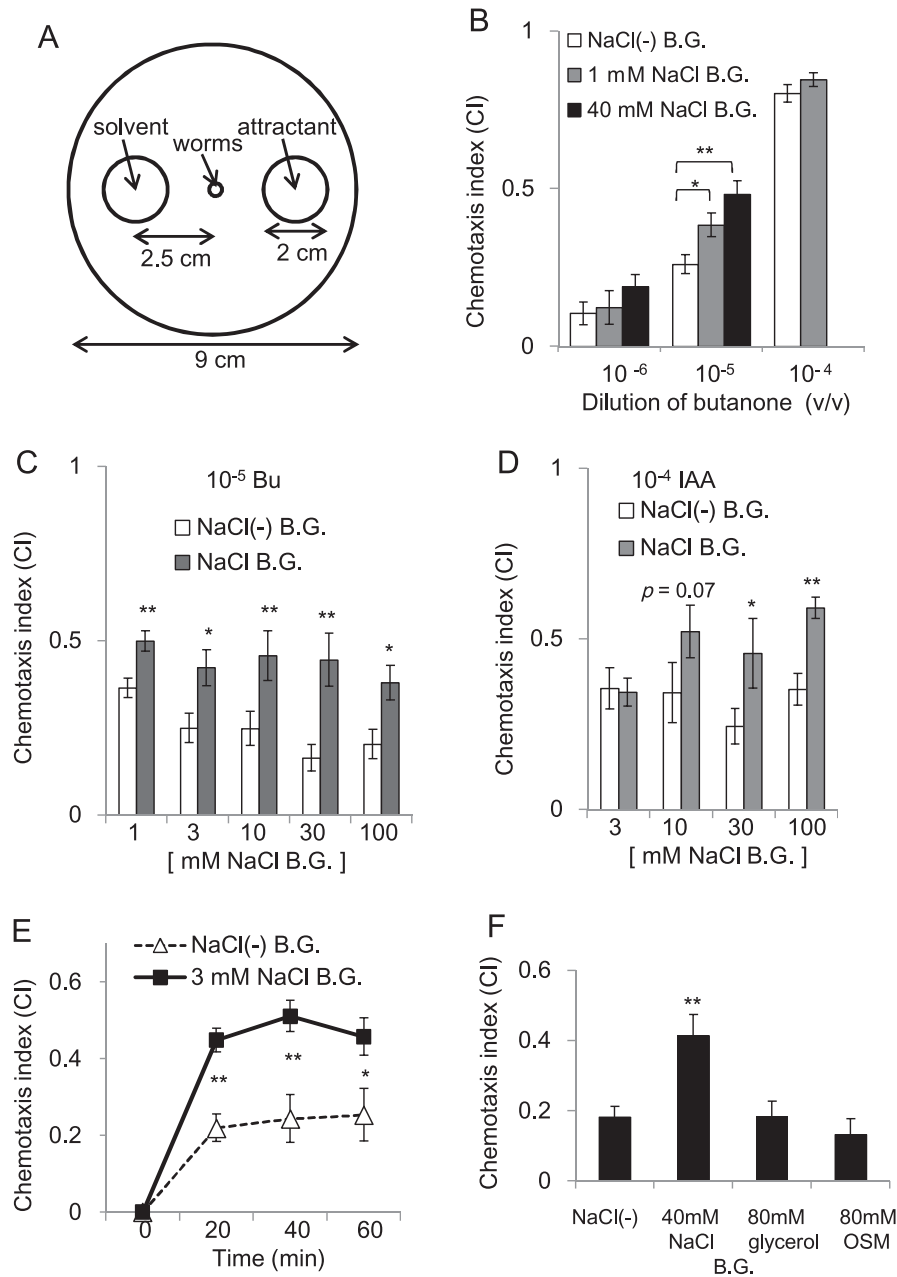 A
solvent
worms
attractant
2.5 cm
2 cm
9 cm
B
NaCl(-) B.G.
1 mM NaCl B.G.
40 mM NaCl B.G.
Chemotaxis index (CI)
1
0.5
0
*
**
10⁻⁶ 10⁻⁵ 10⁻⁴
Dilution of butanone (v/v)
C
10⁻⁵ Bu
NaCl(-) B.G.
NaCl B.G.
Chemotaxis index (CI)
1
0.5
0
** * ** ** *
1 3 10 30 100
[ mM NaCl B.G. ]
D
10⁻⁴ IAA
NaCl(-) B.G.
NaCl B.G.
Chemotaxis index (CI)
1
0.5
0
p = 0.07 * **
3 10 30 100
[ mM NaCl B.G. ]
E
NaCl(-) B.G.
3 mM NaCl B.G.
Chemotaxis index (CI)
0.6
0.4
0.2
0
** ** *
0 20 40 60
Time (min)
F
Chemotaxis index (CI)
0.6
0.4
0.2
0
**
NaCl(-) 40mM 80mM 80mM
NaCl glycerol OSM
B.G.